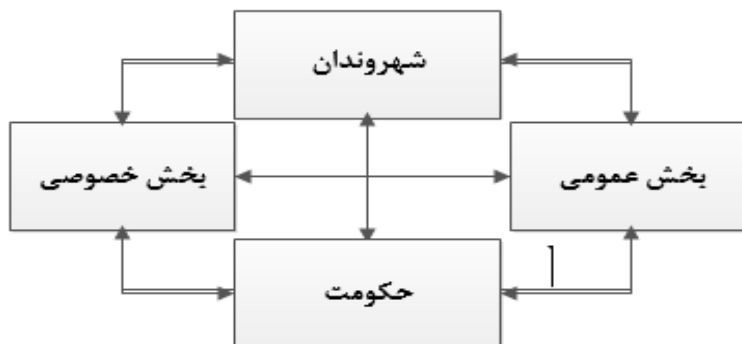 شهروندان
بخش عمومی
بخش خصوصی
حکومت